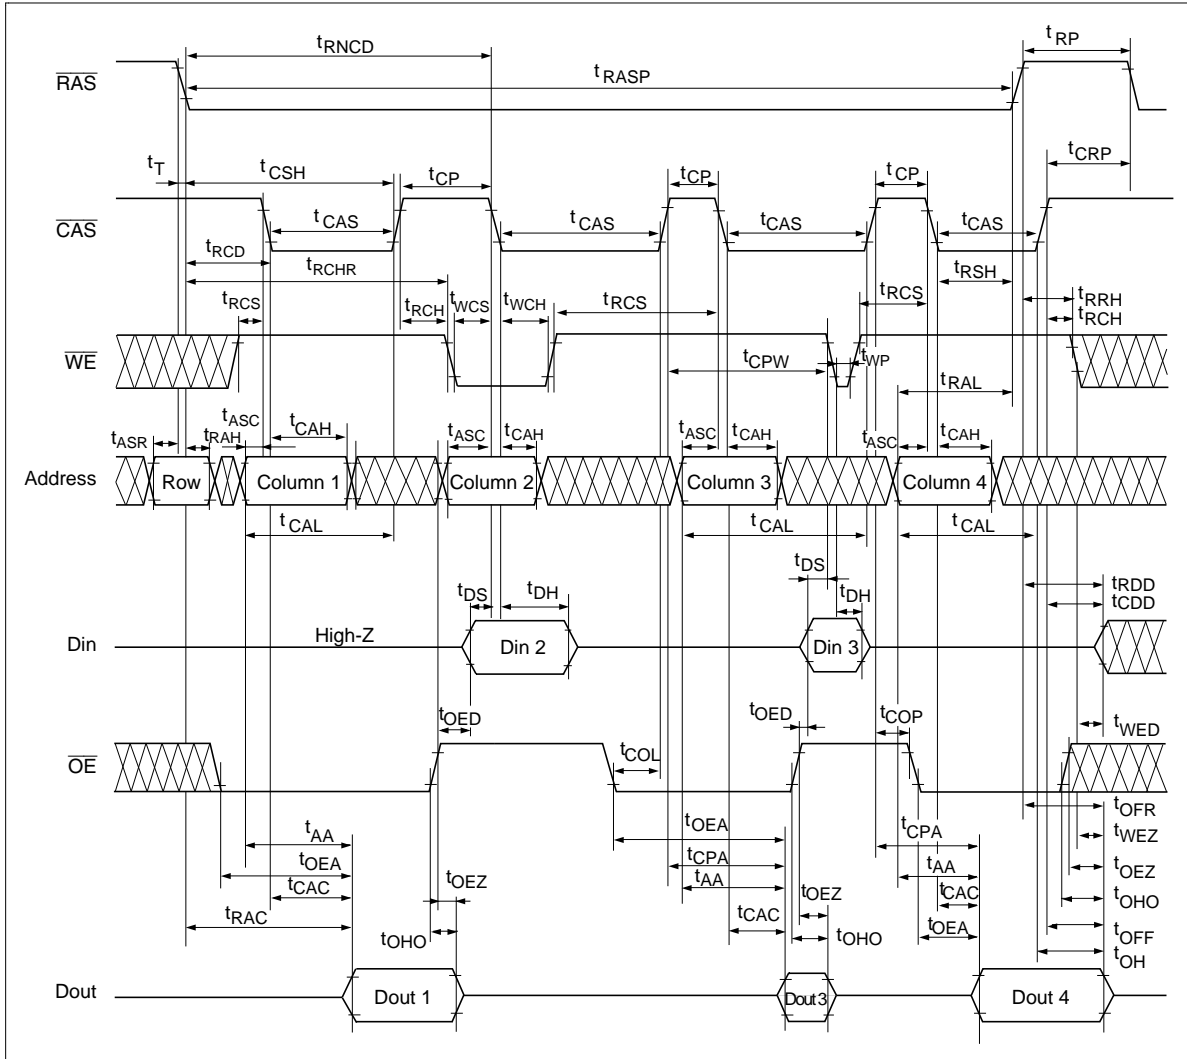 tRNCD
tRP
tRASP
RAS
tCRP
tT
tCSH
tCP
tCP
tCP
CAS
tCAS
tCAS
tCAS
tCAS
tRCD
tRCHR
tRSH
tRCS
tRCH
tWCS
tWCH
tRCS
tRCS
tRRH
tRCH
WE
tCPW
tWP
tRAL
tASR
tRAH
tASC
tCAH
tASC
tCAH
tASC
tCAH
tASC
tCAH
Address
Row
Column 1
Column 2
Column 3
Column 4
tCAL
tCAL
tCAL
tDS
tDH
tDS
tDH
tRDD
tCDD
Din
High-Z
Din 2
Din 3
tOED
tOED
tCOP
tWED
OE
tCOL
tOFR
tAA
tOEA
tCPA
tWEZ
tOEA
tCPA
tAA
tOEZ
tCAC
tOEZ
tAA
tOEZ
tCAC
tOHO
tRAC
tOHO
tCAC
tOHO
tOEA
tOFF
tOH
Dout
Dout 1
Dout 3
Dout 4